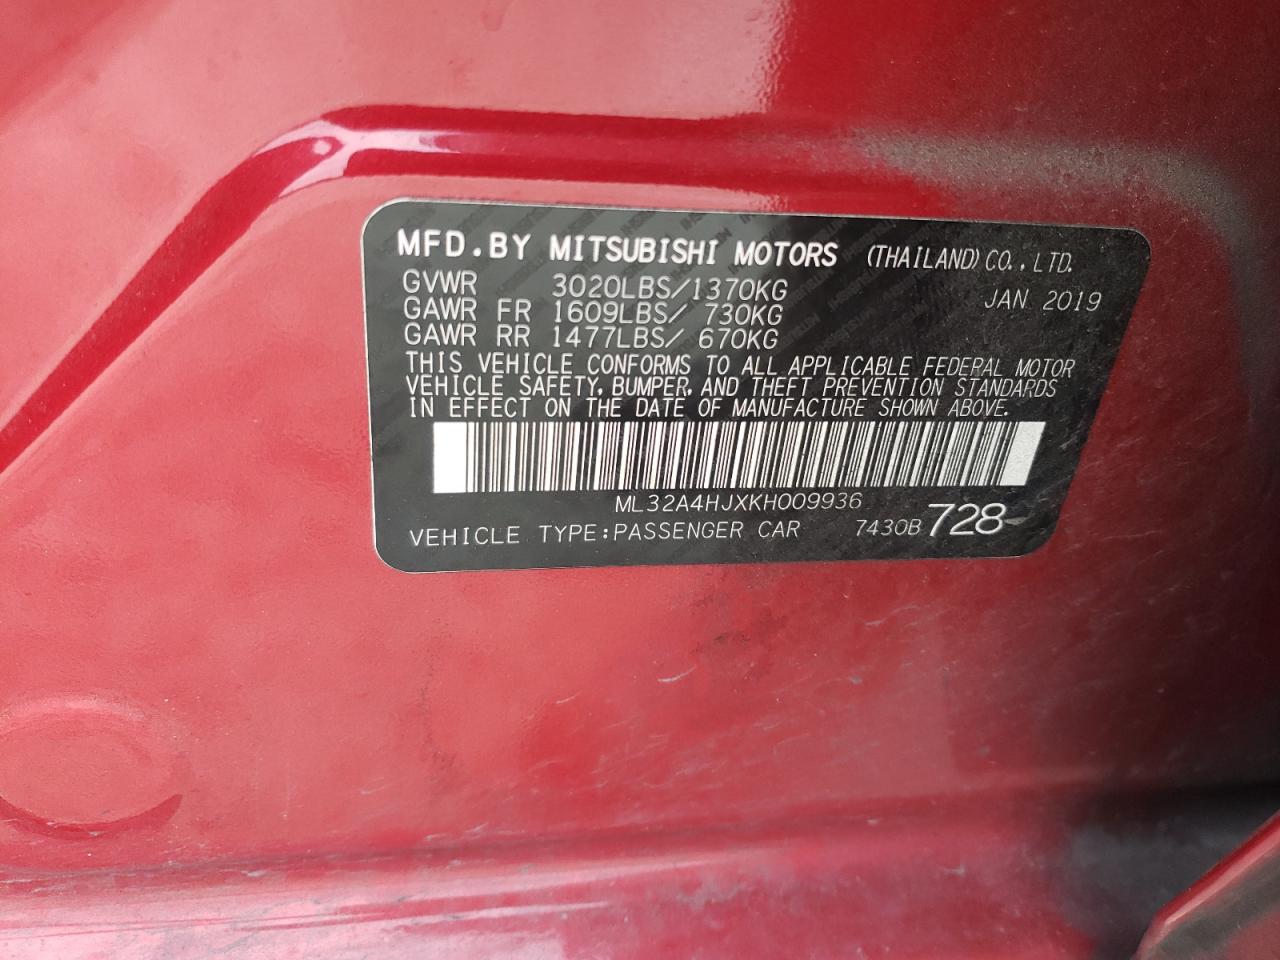 MFD.BY MITSUBISHI MOTORS (THAILAND)CO.,LTD.
GVWR 3020LBS/1370KG JAN 2019
GAWR FR 1609LBS/ 730KG
GAWR RR 1477LBS/ 670KG
THIS VEHICLE CONFORMS TO ALL APPLICABLE FEDERAL MOTOR
VEHICLE SAFETY, BUMPER, AND THEFT PREVENTION STANDARDS
IN EFFECT ON THE DATE OF MANUFACTURE SHOWN ABOVE.
ML32A4HJXKH009936
VEHICLE TYPE:PASSENGER CAR 7430B 728-